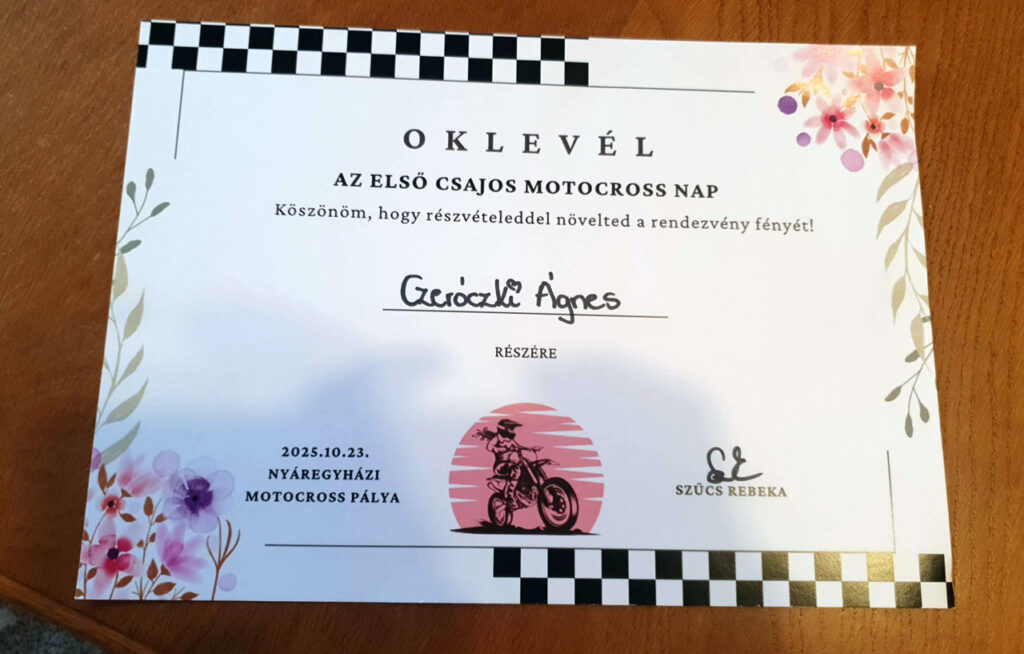 OKLEVÉL
AZ ELSŐ CSAJOS MOTOCROSS NAP
Köszönöm, hogy részvételeddel növelted a rendezvény fényét!
Czeróczki Ágnes
RÉSZÉRE
2025.10.23.
NYÁREGYHÁZI
MOTOCROSS PÁLYA
SZŰCS REBEKA